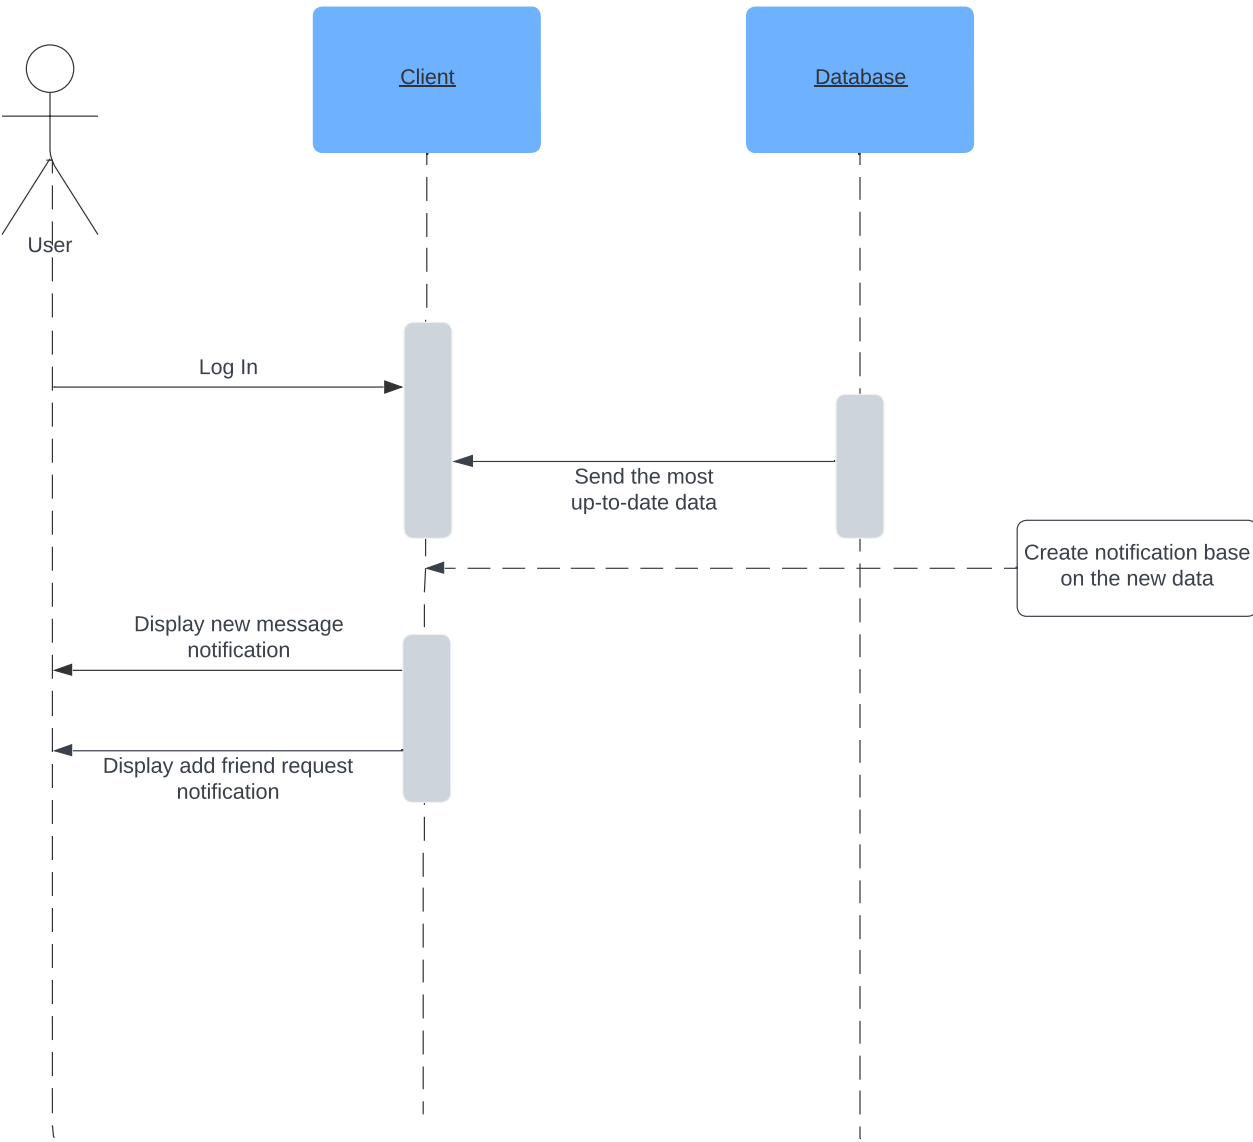 Client
Database
User
Log In
Send the most
up-to-date data
Create notification base
on the new data
Display new message
notification
Display add friend request
notification